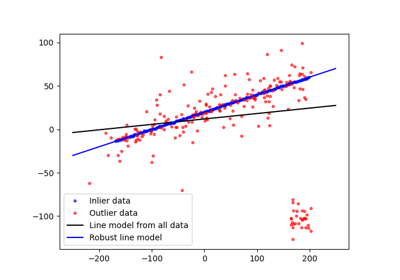 100
50
0
−50
−100
Inlier data
Outlier data
Line model from all data
Robust line model
−200 −100 0 100 200